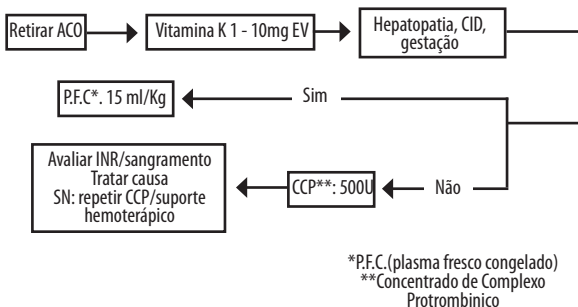 Retirar ACO
Vitamina K 1 - 10mg EV
Hepatopatia, CID,
gestação
P.F.C*. 15 ml/Kg
Sim
Avaliar INR/sangramento
Tratar causa
SN: repetir CCP/suporte
hemoterápico
CCP**: 500U
Não
*P.F.C.(plasma fresco congelado)
**Concentrado de Complexo
Protrombinico